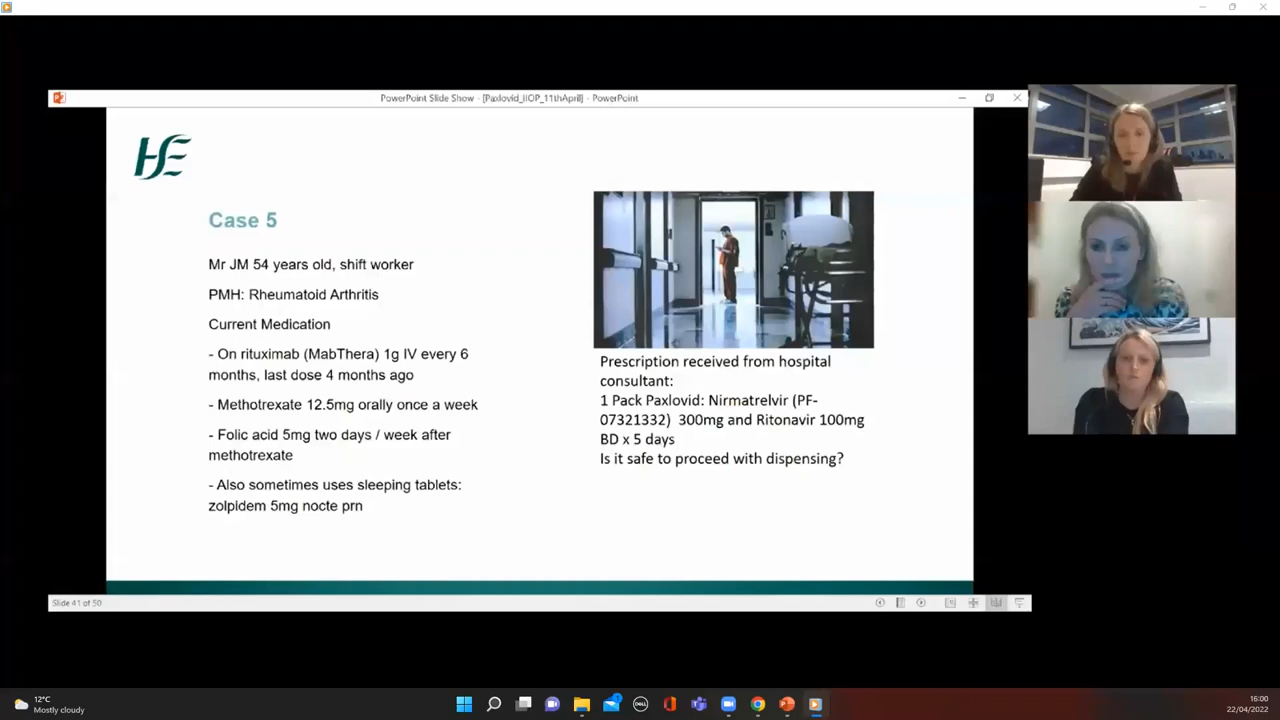 PowerPoint Slide Show - [Paxlovid_IIOP_11thApril] - PowerPoint
HSE
Case 5
Mr JM 54 years old, shift worker
PMH: Rheumatoid Arthritis
Current Medication
- On rituximab (MabThera) 1g IV every 6
months, last dose 4 months ago
- Methotrexate 12.5mg orally once a week
- Folic acid 5mg two days / week after
methotrexate
- Also sometimes uses sleeping tablets:
zolpidem 5mg nocte prn
Prescription received from hospital
consultant:
1 Pack Paxlovid: Nirmatrelvir (PF-
07321332) 300mg and Ritonavir 100mg
BD x 5 days
Is it safe to proceed with dispensing?
Slide 41 of 50
12°C
Mostly cloudy
DELL
16:00
22/04/2022